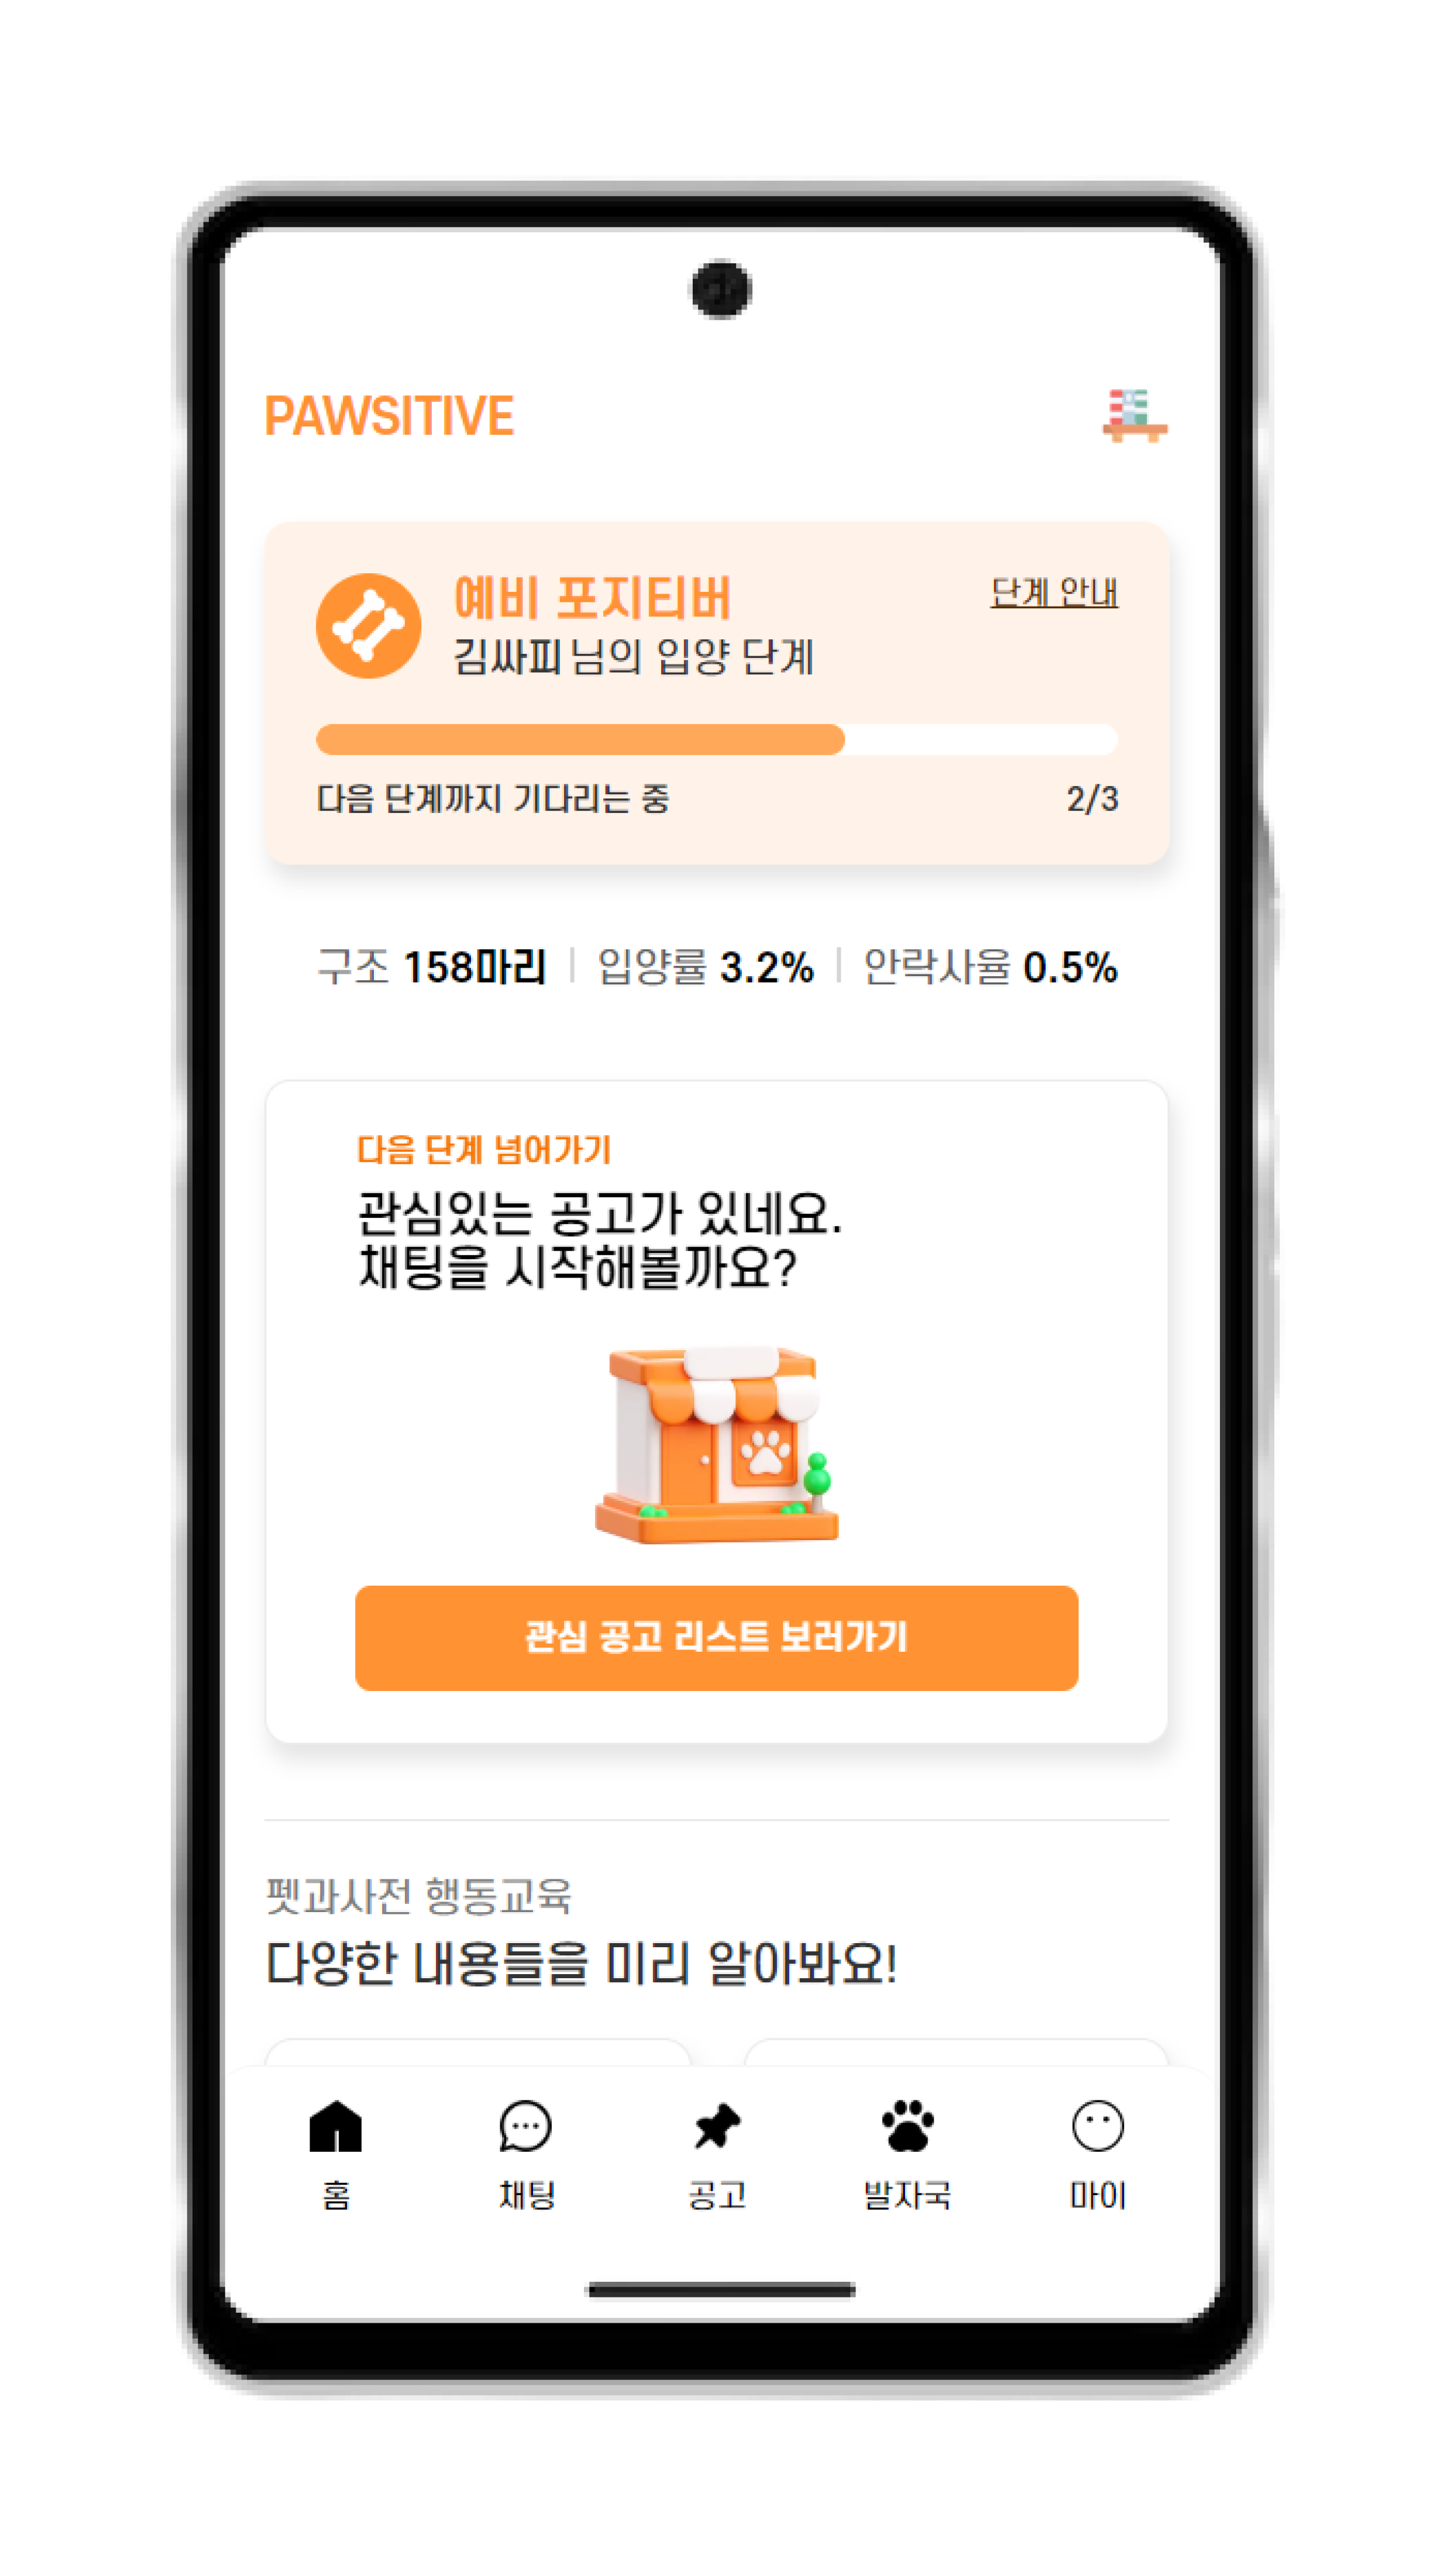 PAWSITIVE
예비 포지티버
단계 안내
김싸피 님의 입양 단계
다음 단계까지 기다리는 중
2/3
구조 158마리 | 입양률 3.2% | 안락사율 0.5%
다음 단계 넘어가기
관심있는 공고가 있네요.
채팅을 시작해볼까요?
관심 공고 리스트 보러가기
펫과사전 행동교육
다양한 내용들을 미리 알아봐요!
홈
채팅
공고
발자국
마이